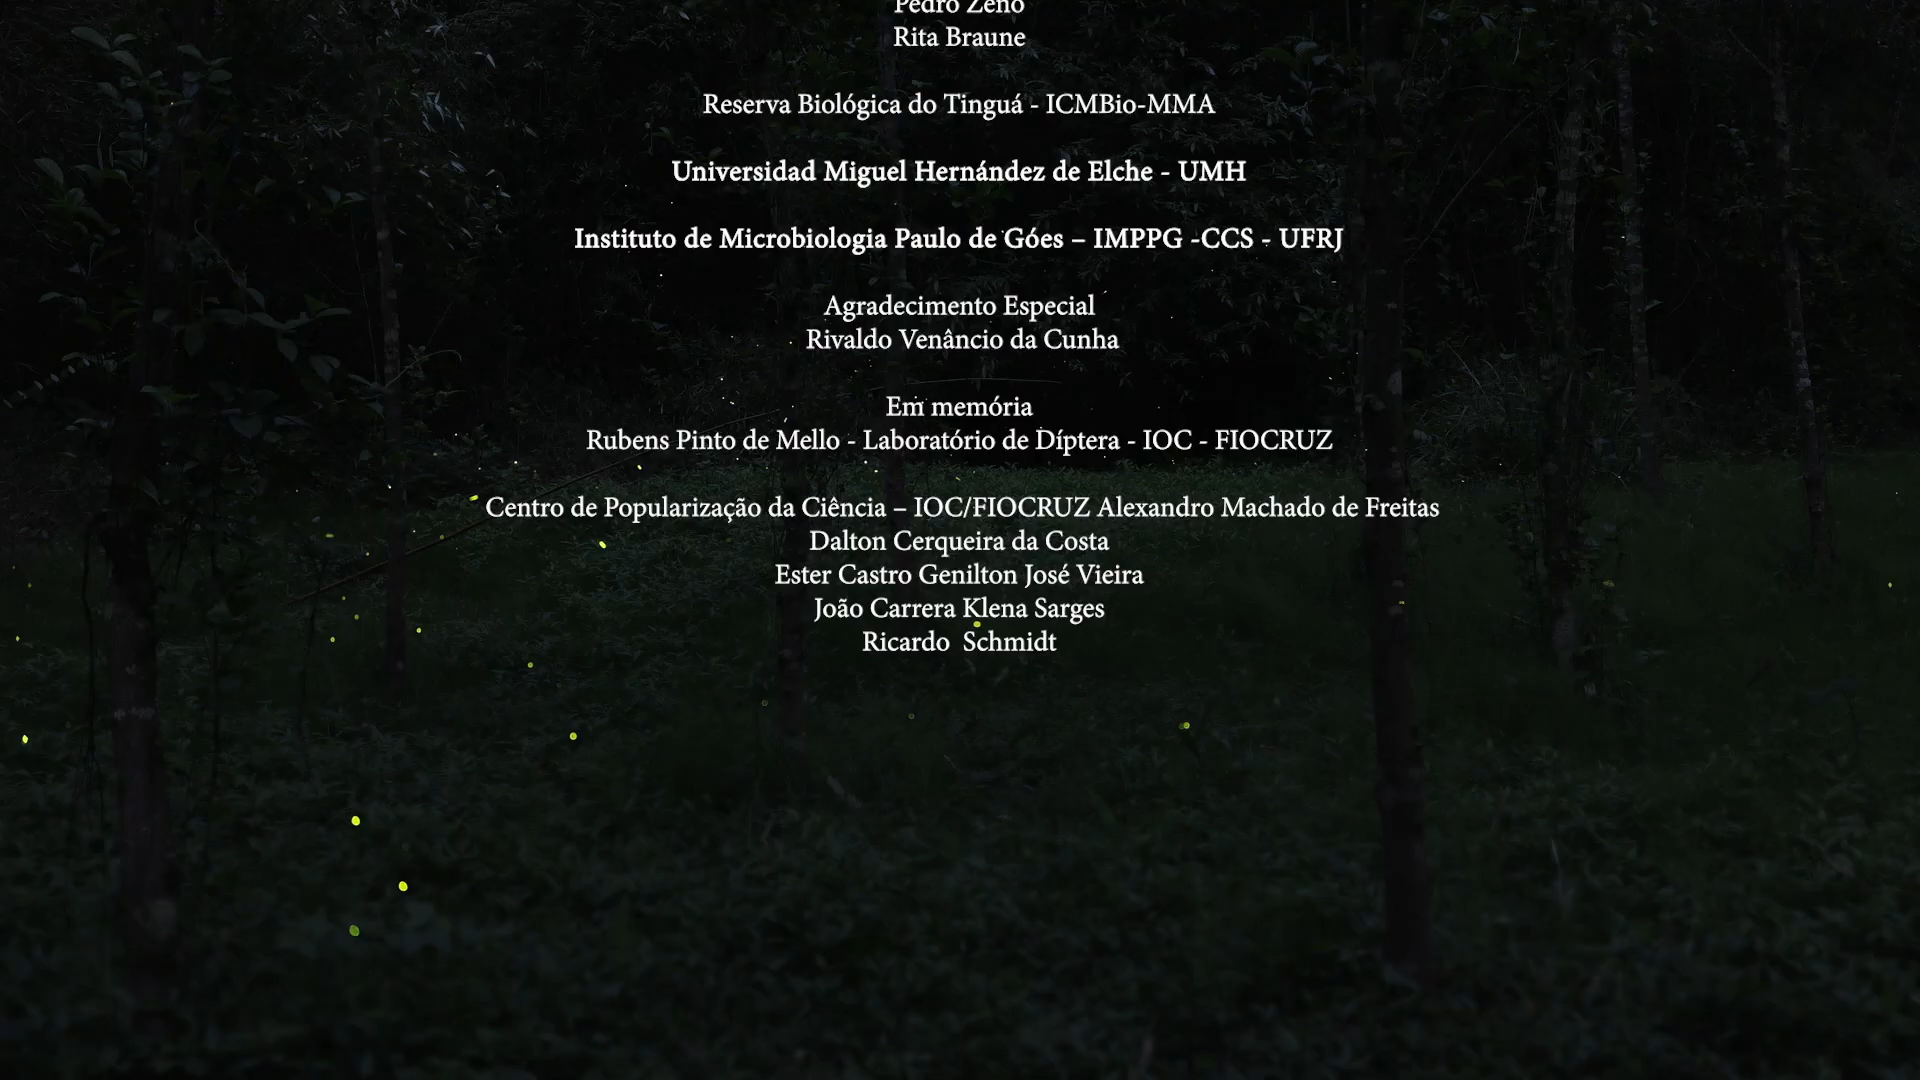 Pedro Zeno
Rita Braune
Reserva Biológica do Tinguá - ICMBio-MMA
Universidad Miguel Hernández de Elche - UMH
Instituto de Microbiologia Paulo de Góes – IMPPG -CCS - UFRJ
Agradecimento Especial
Rivaldo Venâncio da Cunha
Em memória
Rubens Pinto de Mello - Laboratório de Díptera - IOC - FIOCRUZ
Centro de Popularização da Ciência – IOC/FIOCRUZ Alexandro Machado de Freitas
Dalton Cerqueira da Costa
Ester Castro Genilton José Vieira
João Carrera Klena Sarges
Ricardo  Schmidt